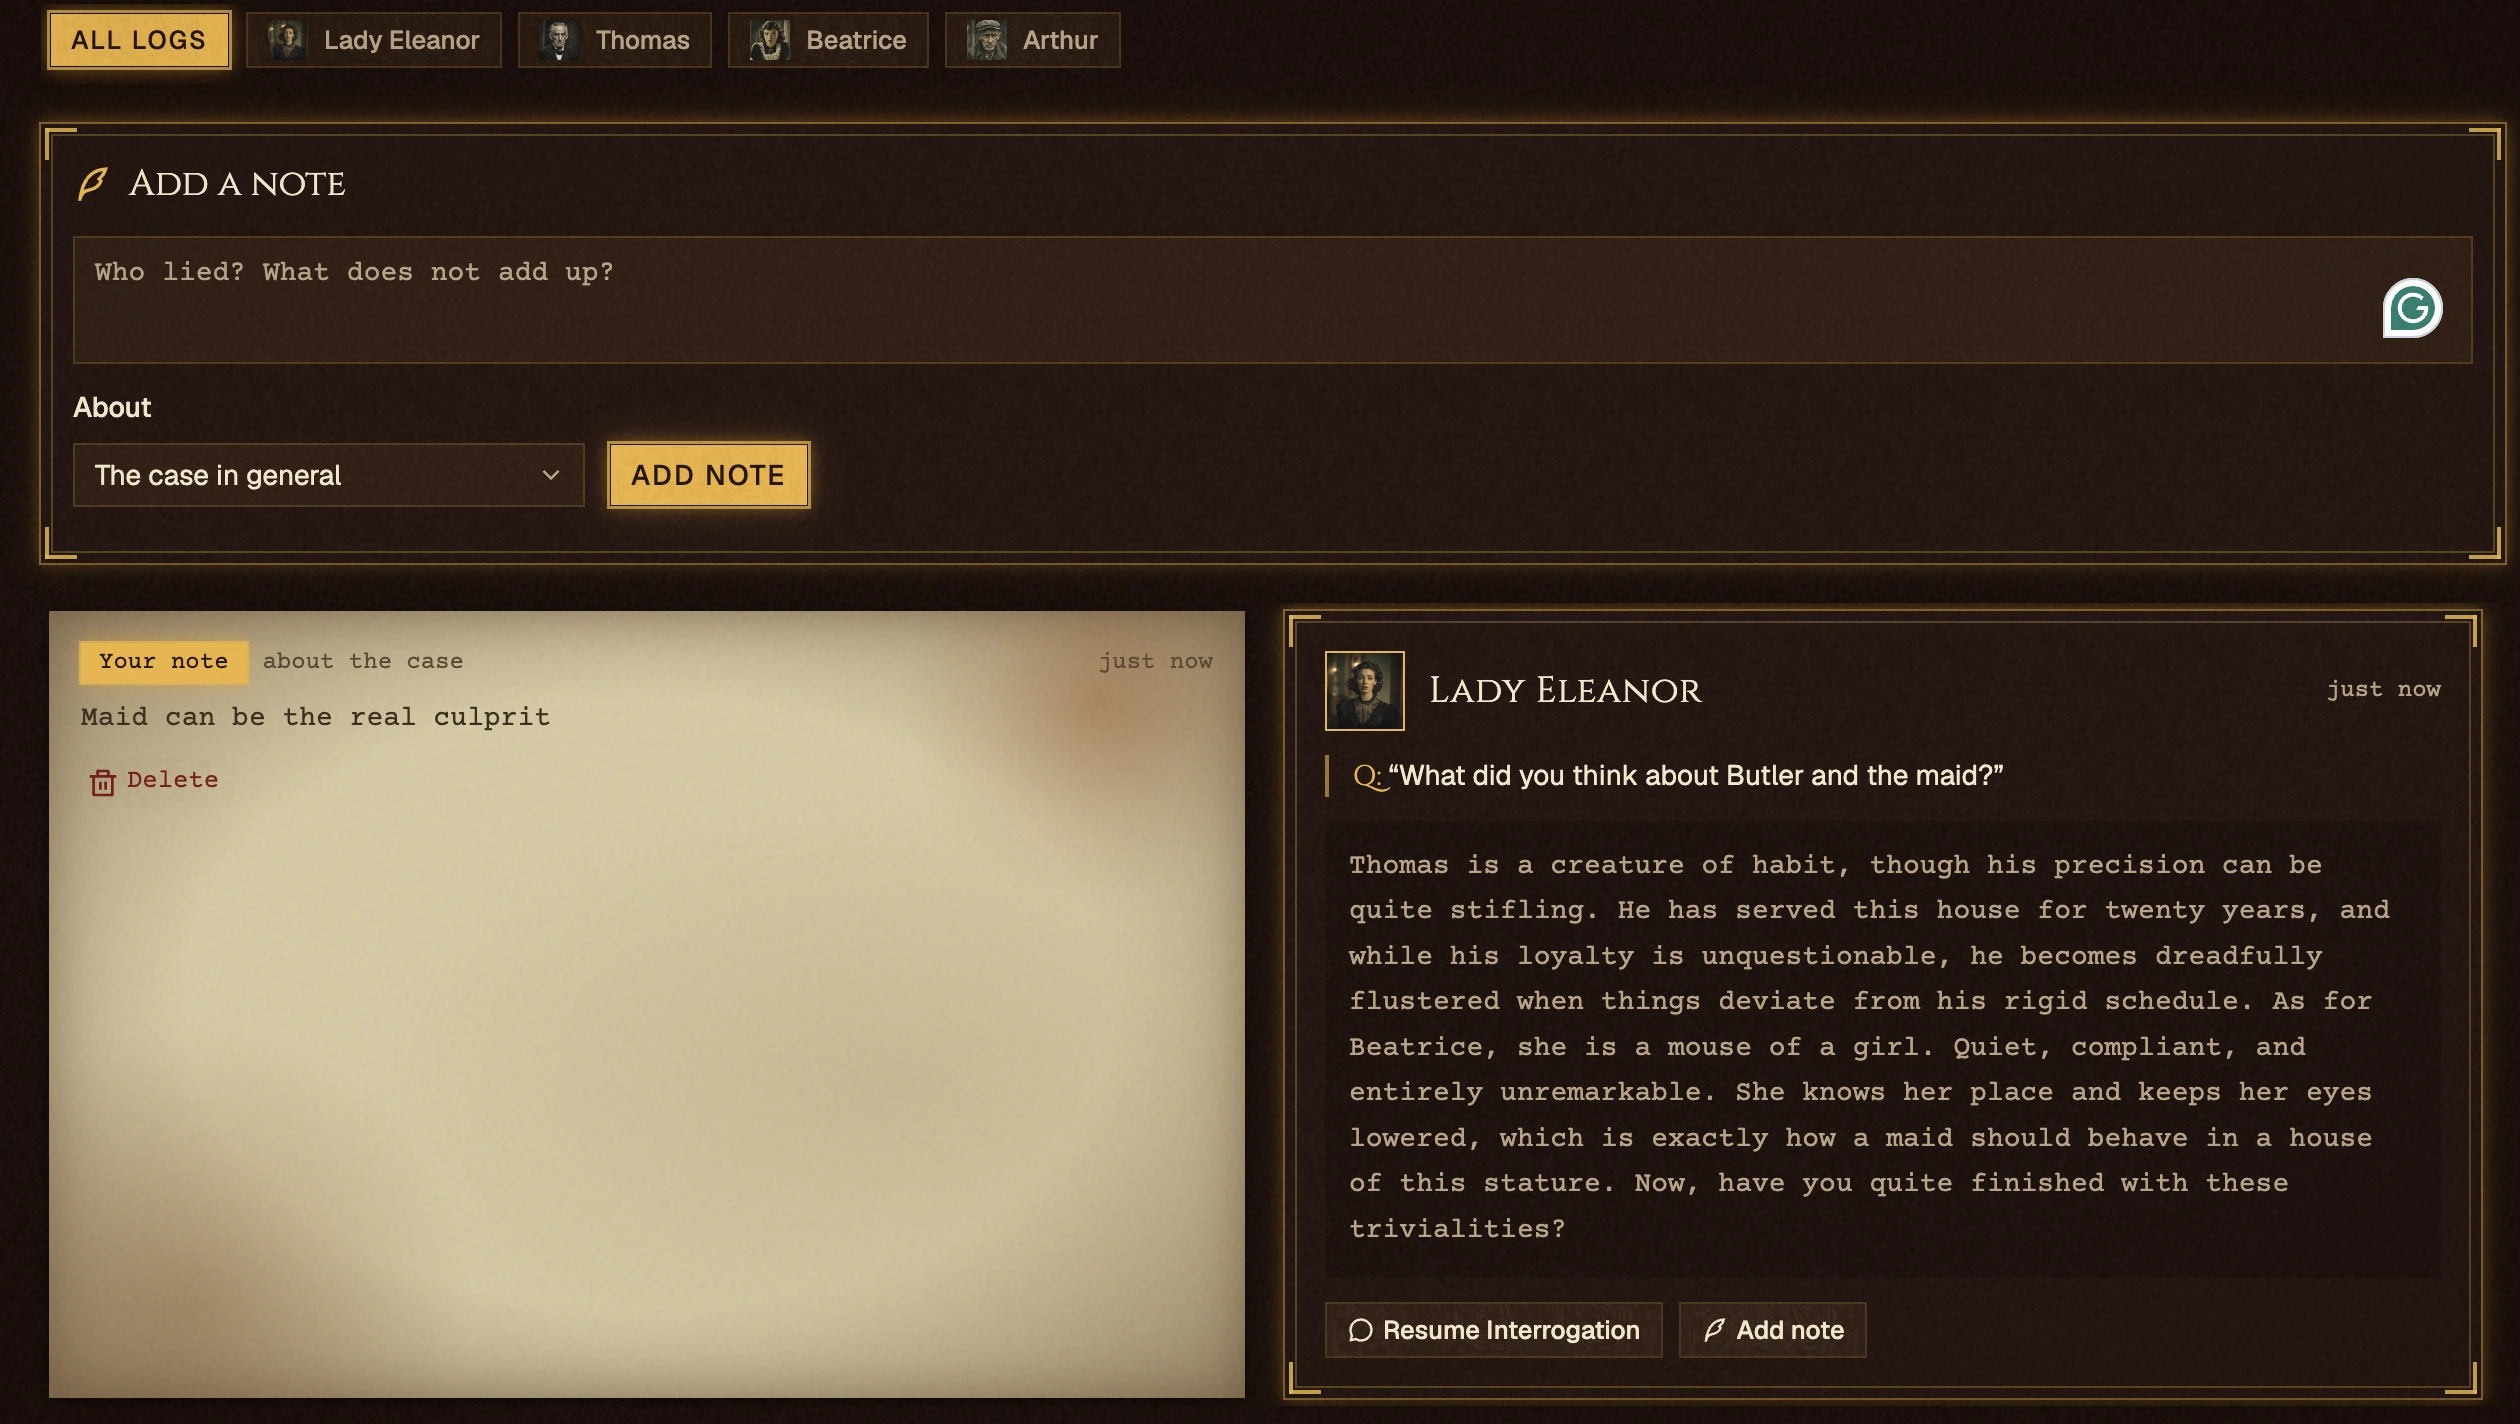 ALL LOGS
Lady Eleanor
Thomas
Beatrice
Arthur
ADD A NOTE
Who lied? What does not add up?
About
The case in general
ADD NOTE
Your note about the case just now
Maid can be the real culprit
Delete
LADY ELEANOR
just now
Q: “What did you think about Butler and the maid?”
Thomas is a creature of habit, though his precision can be
quite stifling. He has served this house for twenty years, and
while his loyalty is unquestionable, he becomes dreadfully
flustered when things deviate from his rigid schedule. As for
Beatrice, she is a mouse of a girl. Quiet, compliant, and
entirely unremarkable. She knows her place and keeps her eyes
lowered, which is exactly how a maid should behave in a house
of this stature. Now, have you quite finished with these
trivialities?
Resume Interrogation
Add note